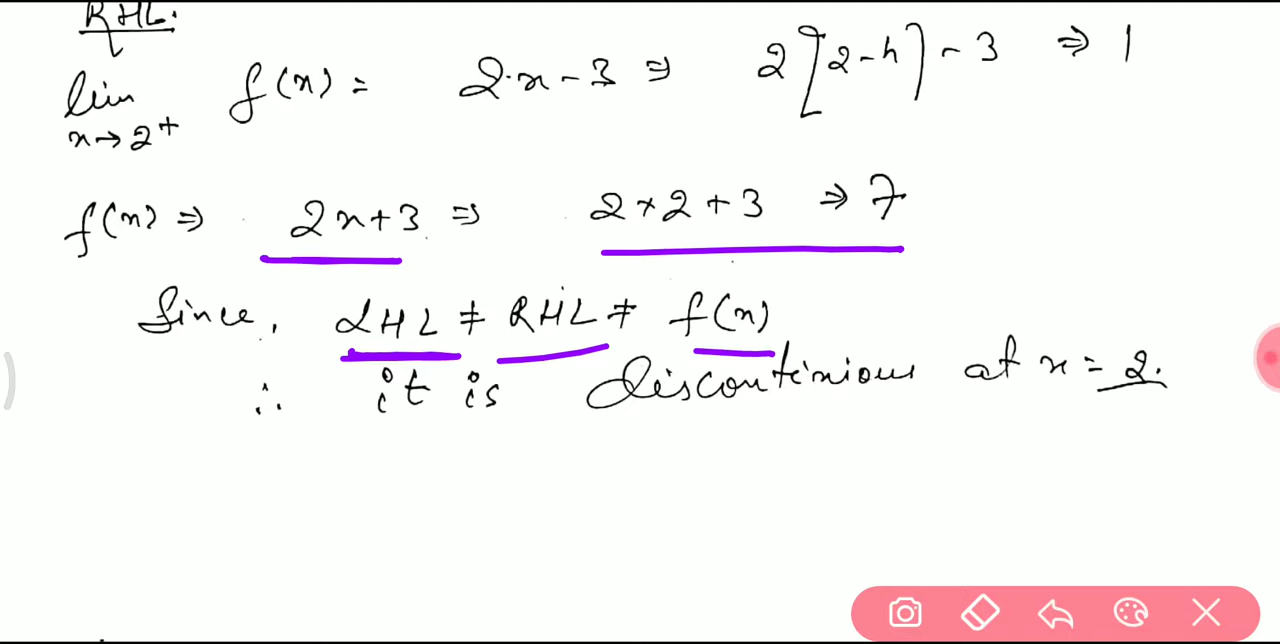 RHL:
lim x→2+ f(x) = 2·x-3 ⇒ 2[2-h]-3 ⇒ 1
f(x) ⇒ 2x+3 ⇒ 2×2+3 ⇒ 7
Since, LHL ≠ RHL ≠ f(x)
∴ it is discontinious at x = 2.